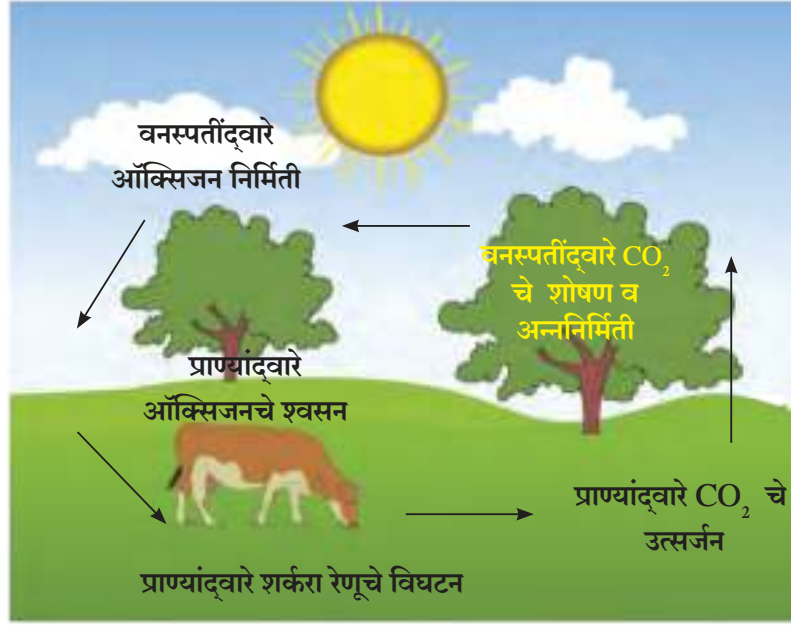 वनस्पतींद्‌वारे
ऑक्सिजन निर्मिती
वनस्पतींद्‌वारे CO₂
चे शोषण व
अन्ननिर्मिती
प्राण्यांद्‌वारे
ऑक्सिजनचे श्वसन
प्राण्यांद्‌वारे CO₂ चे
उत्सर्जन
प्राण्यांद्‌वारे शर्करा रेणूचे विघटन